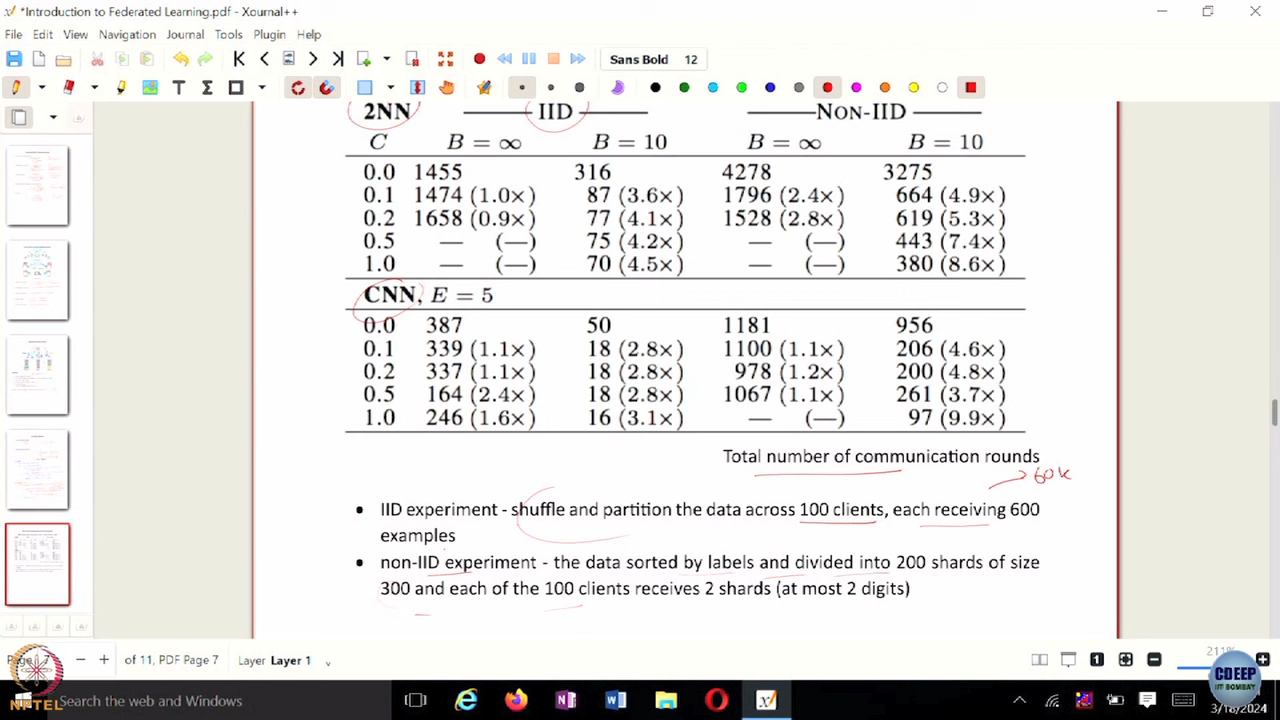 *Introduction to Federated Learning.pdf - Xournal++
File Edit View Navigation Journal Tools Plugin Help
Sans Bold 12
2NN IID NON-IID
C B = ∞ B = 10 B = ∞ B = 10
0.0 1455 316 4278 3275
0.1 1474 (1.0×) 87 (3.6×) 1796 (2.4×) 664 (4.9×)
0.2 1658 (0.9×) 77 (4.1×) 1528 (2.8×) 619 (5.3×)
0.5 — (—) 75 (4.2×) — (—) 443 (7.4×)
1.0 — (—) 70 (4.5×) — (—) 380 (8.6×)
CNN, E = 5
0.0 387 50 1181 956
0.1 339 (1.1×) 18 (2.8×) 1100 (1.1×) 206 (4.6×)
0.2 337 (1.1×) 18 (2.8×) 978 (1.2×) 200 (4.8×)
0.5 164 (2.4×) 18 (2.8×) 1067 (1.1×) 261 (3.7×)
1.0 246 (1.6×) 16 (3.1×) — (—) 97 (9.9×)
Total number of communication rounds
60k
• IID experiment - shuffle and partition the data across 100 clients, each receiving 600
examples
• non-IID experiment - the data sorted by labels and divided into 200 shards of size
300 and each of the 100 clients receives 2 shards (at most 2 digits)
Page 7 of 11, PDF Page 7 Layer Layer 1 211%
NPTEL
Search the web and Windows
CDEEP
IIT BOMBAY
3/18/2024